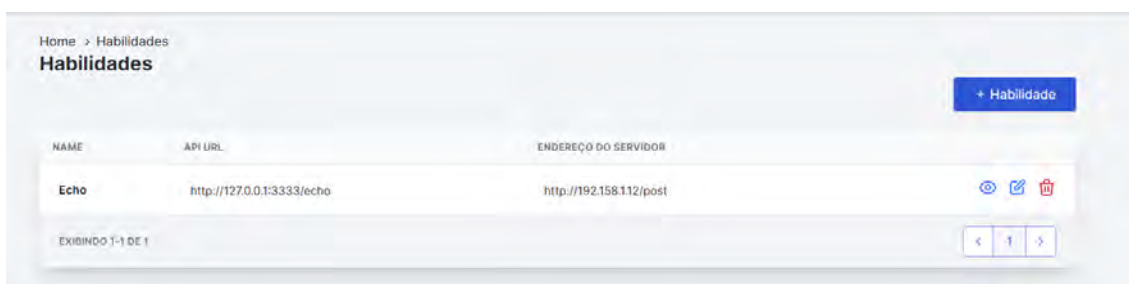 Home > Habilidades
Habilidades
+ Habilidade
NAME API URL ENDEREÇO DO SERVIDOR
Echo http://127.0.0.1:3333/echo http://192.158.1.12/post
EXIBINDO 1-1 DE 1 < 1 >